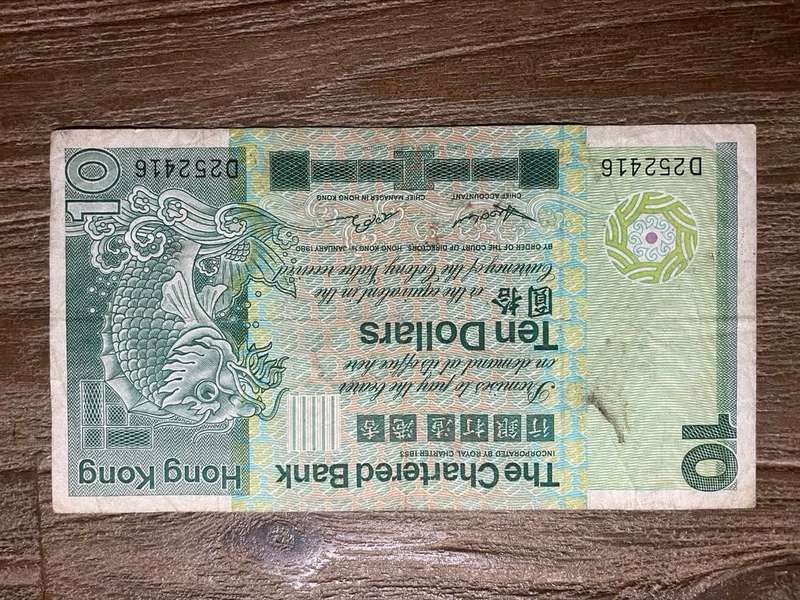 The Chartered Bank
INCORPORATED BY ROYAL CHARTER 1853
Hong Kong
10
香港渣打銀行
Promises to pay the bearer
on demand at its office here
Ten Dollars
拾圓
or the equivalent in the
Currency of the Colony Value received
BY ORDER OF THE COURT OF DIRECTORS HONG KONG 1st JANUARY 1980
CHIEF ACCOUNTANT
CHIEF MANAGER IN HONG KONG
D252416
D252416
10